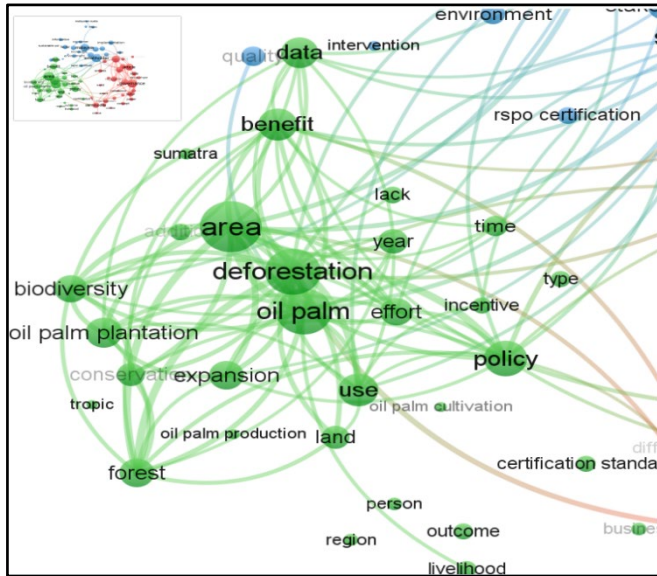 environment
data
intervention
quality
rspo certification
benefit
sumatra
lack
area
time
year
deforestation
type
biodiversity
oil palm
effort
incentive
oil palm plantation
policy
conservation
expansion
use
tropic
oil palm cultivation
oil palm production
land
forest
certification standa
person
outcome
region
busines
livelihood